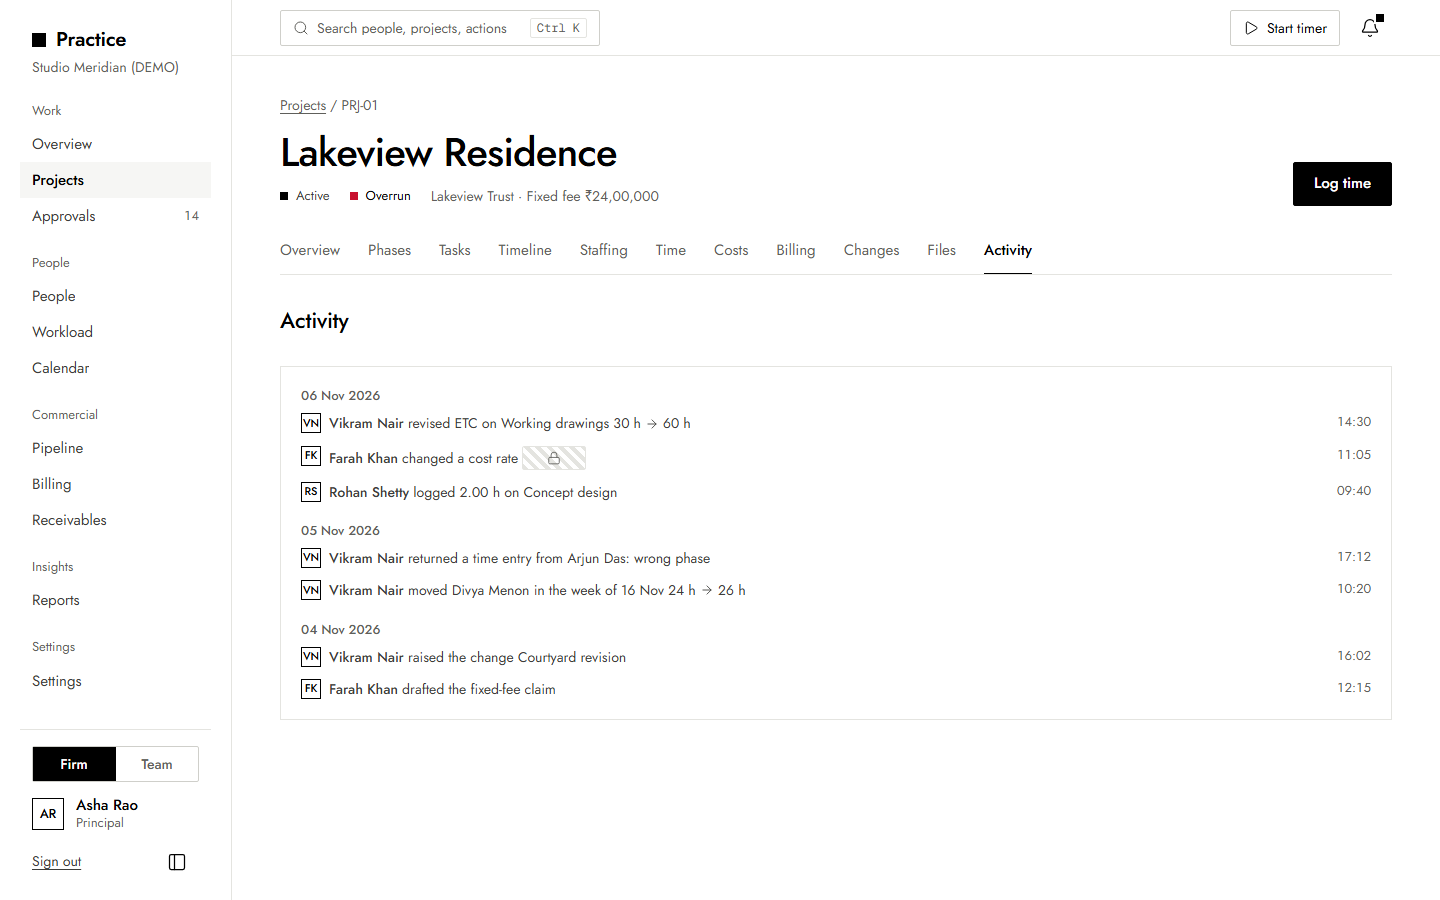 Practice
Studio Meridian (DEMO)
Work
Overview
Projects
Approvals 14
People
People
Workload
Calendar
Commercial
Pipeline
Billing
Receivables
Insights
Reports
Settings
Settings
Firm Team
AR Asha Rao
Principal
Sign out
Search people, projects, actions Ctrl K
Start timer
Projects / PRJ-01
Lakeview Residence
Active Overrun Lakeview Trust · Fixed fee ₹24,00,000
Log time
Overview Phases Tasks Timeline Staffing Time Costs Billing Changes Files Activity
Activity
06 Nov 2026
VN Vikram Nair revised ETC on Working drawings 30 h → 60 h 14:30
FK Farah Khan changed a cost rate 11:05
RS Rohan Shetty logged 2.00 h on Concept design 09:40
05 Nov 2026
VN Vikram Nair returned a time entry from Arjun Das: wrong phase 17:12
VN Vikram Nair moved Divya Menon in the week of 16 Nov 24 h → 26 h 10:20
04 Nov 2026
VN Vikram Nair raised the change Courtyard revision 16:02
FK Farah Khan drafted the fixed-fee claim 12:15